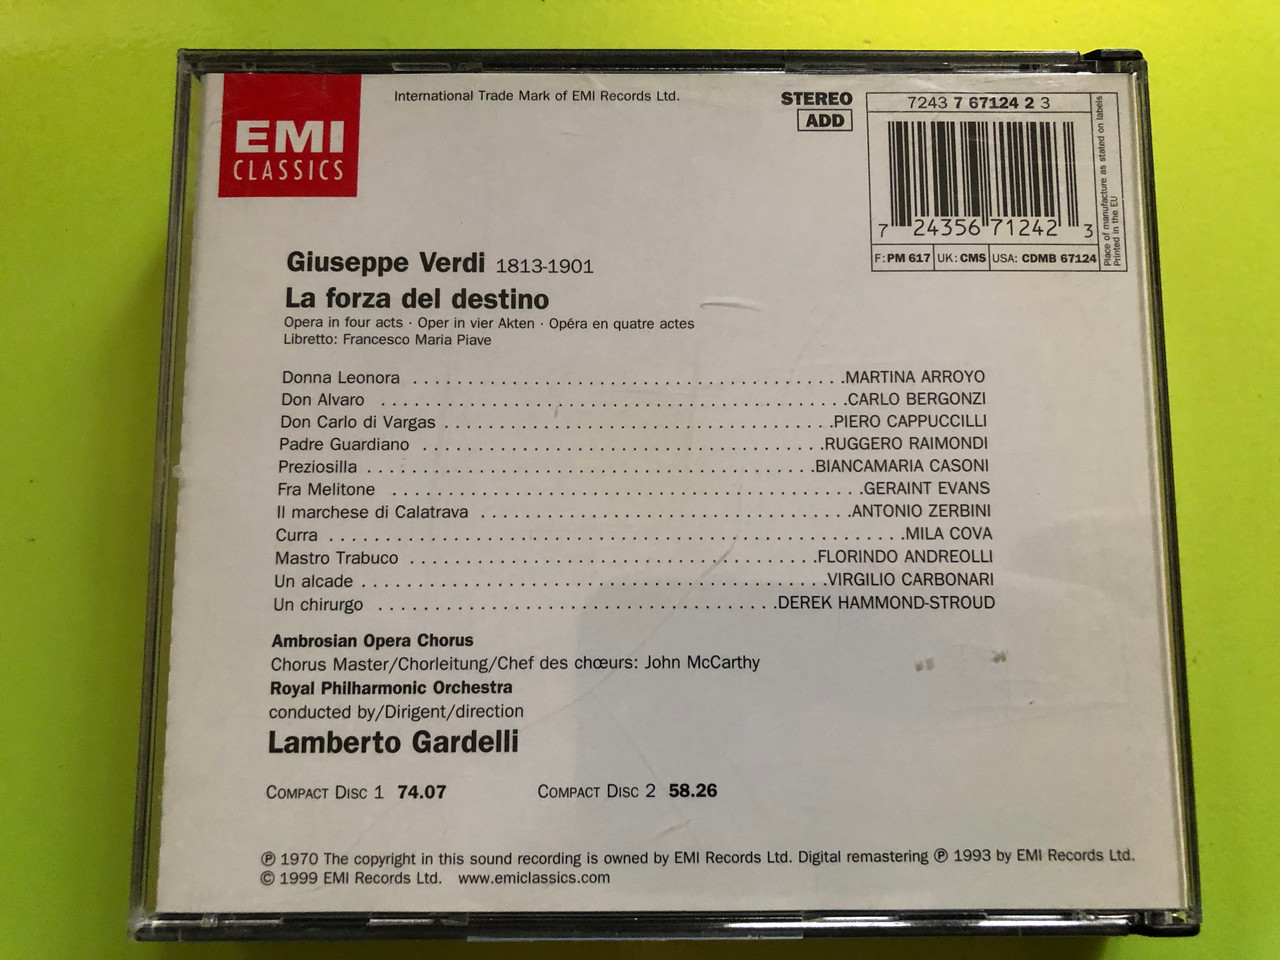 EMI
CLASSICS
International Trade Mark of EMI Records Ltd.
STEREO
ADD
7243 7 67124 2 3
7 24356 71242 3
F: PM 617 UK: CMS USA: CDMB 67124
Place of manufacture as stated on labels
Printed in the EU
Giuseppe Verdi 1813-1901
La forza del destino
Opera in four acts · Oper in vier Akten · Opéra en quatre actes
Libretto: Francesco Maria Piave
Donna Leonora . . . . . . . . . . . . . . . . . . . . MARTINA ARROYO
Don Alvaro . . . . . . . . . . . . . . . . . . . . CARLO BERGONZI
Don Carlo di Vargas . . . . . . . . . . . . . . . . . . . . PIERO CAPPUCCILLI
Padre Guardiano . . . . . . . . . . . . . . . . . . . . RUGGERO RAIMONDI
Preziosilla . . . . . . . . . . . . . . . . . . . . BIANCAMARIA CASONI
Fra Melitone . . . . . . . . . . . . . . . . . . . . GERAINT EVANS
Il marchese di Calatrava . . . . . . . . . . . . . . . . . . . . ANTONIO ZERBINI
Curra . . . . . . . . . . . . . . . . . . . . MILA COVA
Mastro Trabuco . . . . . . . . . . . . . . . . . . . . FLORINDO ANDREOLLI
Un alcade . . . . . . . . . . . . . . . . . . . . VIRGILIO CARBONARI
Un chirurgo . . . . . . . . . . . . . . . . . . . . DEREK HAMMOND-STROUD
Ambrosian Opera Chorus
Chorus Master/Chorleitung/Chef des chœurs: John McCarthy
Royal Philharmonic Orchestra
conducted by/Dirigent/direction
Lamberto Gardelli
COMPACT DISC 1 74.07 COMPACT DISC 2 58.26
℗ 1970 The copyright in this sound recording is owned by EMI Records Ltd. Digital remastering ℗ 1993 by EMI Records Ltd.
© 1999 EMI Records Ltd. www.emiclassics.com